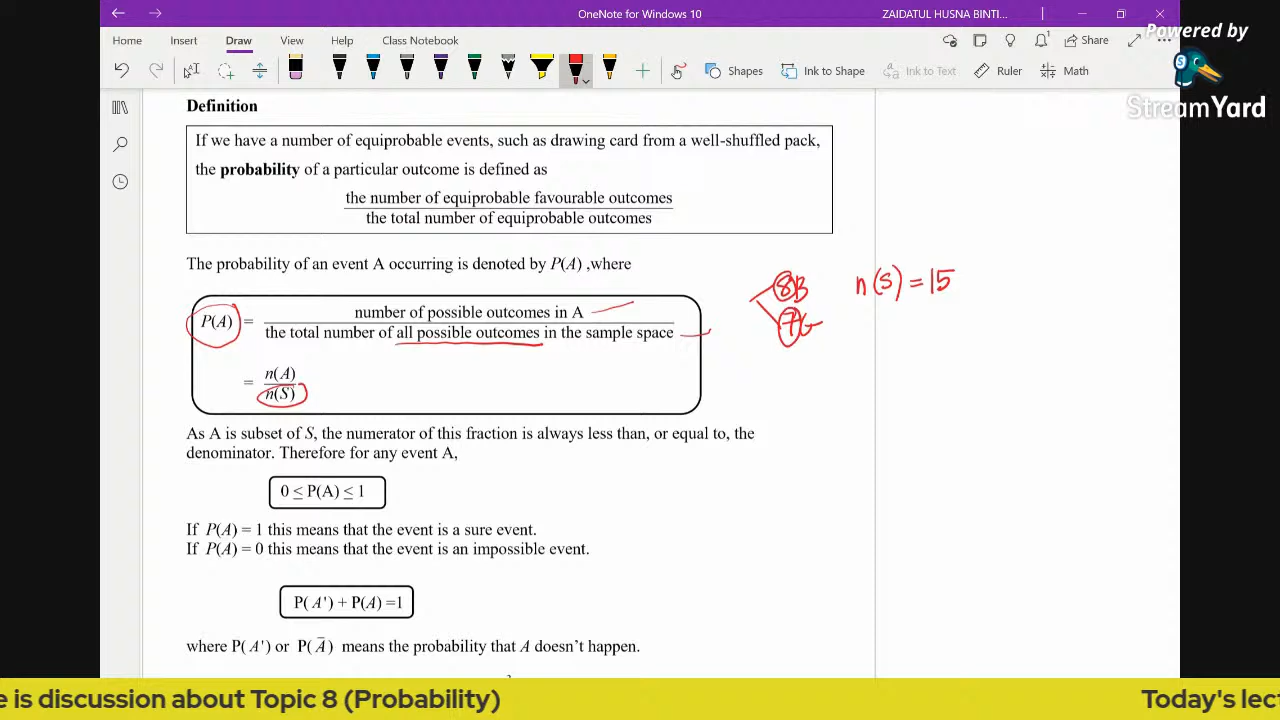 OneNote for Windows 10
ZAIDATUL HUSNA BINTI...
Powered by
StreamYard
Home Insert Draw View Help Class Notebook
Share
Shapes Ink to Shape Ink to Text Ruler Math
Definition
If we have a number of equiprobable events, such as drawing card from a well-shuffled pack,
the probability of a particular outcome is defined as
the number of equiprobable favourable outcomes
the total number of equiprobable outcomes
The probability of an event A occurring is denoted by P(A) ,where
P(A) =
number of possible outcomes in A
the total number of all possible outcomes in the sample space
= n(A)
n(S)
8B
7G
n(S) = 15
As A is subset of S, the numerator of this fraction is always less than, or equal to, the
denominator. Therefore for any event A,
0 ≤ P(A) ≤ 1
If P(A) = 1 this means that the event is a sure event.
If P(A) = 0 this means that the event is an impossible event.
P( A') + P(A) =1
where P( A') or P( Ā ) means the probability that A doesn't happen.
e is discussion about Topic 8 (Probability)
Today's lec